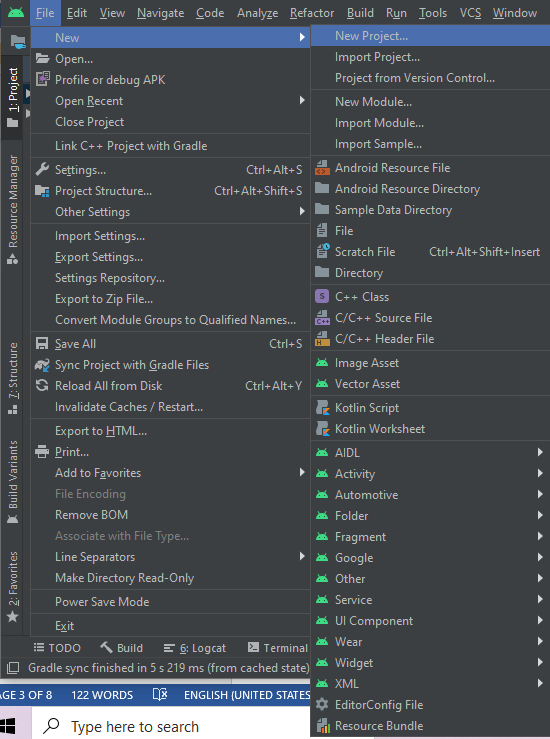 File Edit View Navigate Code Analyze Refactor Build Run Tools VCS Window
1: Project
Resource Manager
7: Structure
Build Variants
2: Favorites
New
Open...
Profile or debug APK
Open Recent
Close Project
Link C++ Project with Gradle
Settings... Ctrl+Alt+S
Project Structure... Ctrl+Alt+Shift+S
Other Settings
Import Settings...
Export Settings...
Settings Repository...
Export to Zip File...
Convert Module Groups to Qualified Names...
Save All Ctrl+S
Sync Project with Gradle Files
Reload All from Disk Ctrl+Alt+Y
Invalidate Caches / Restart...
Export to HTML...
Print...
Add to Favorites
File Encoding
Remove BOM
Associate with File Type...
Line Separators
Make Directory Read-Only
Power Save Mode
Exit
New Project...
Import Project...
Project from Version Control...
New Module...
Import Module...
Import Sample...
Android Resource File
Android Resource Directory
Sample Data Directory
File
Scratch File Ctrl+Alt+Shift+Insert
Directory
S C++ Class
C++ C/C++ Source File
H C/C++ Header File
Image Asset
Vector Asset
Kotlin Script
Kotlin Worksheet
AIDL
Activity
Automotive
Folder
Fragment
Google
Other
Service
UI Component
Wear
Widget
XML
EditorConfig File
Resource Bundle
TODO Build 6: Logcat Terminal
Gradle sync finished in 5 s 219 ms (from cached state)
AGE 3 OF 8 122 WORDS ENGLISH (UNITED STATES
Type here to search